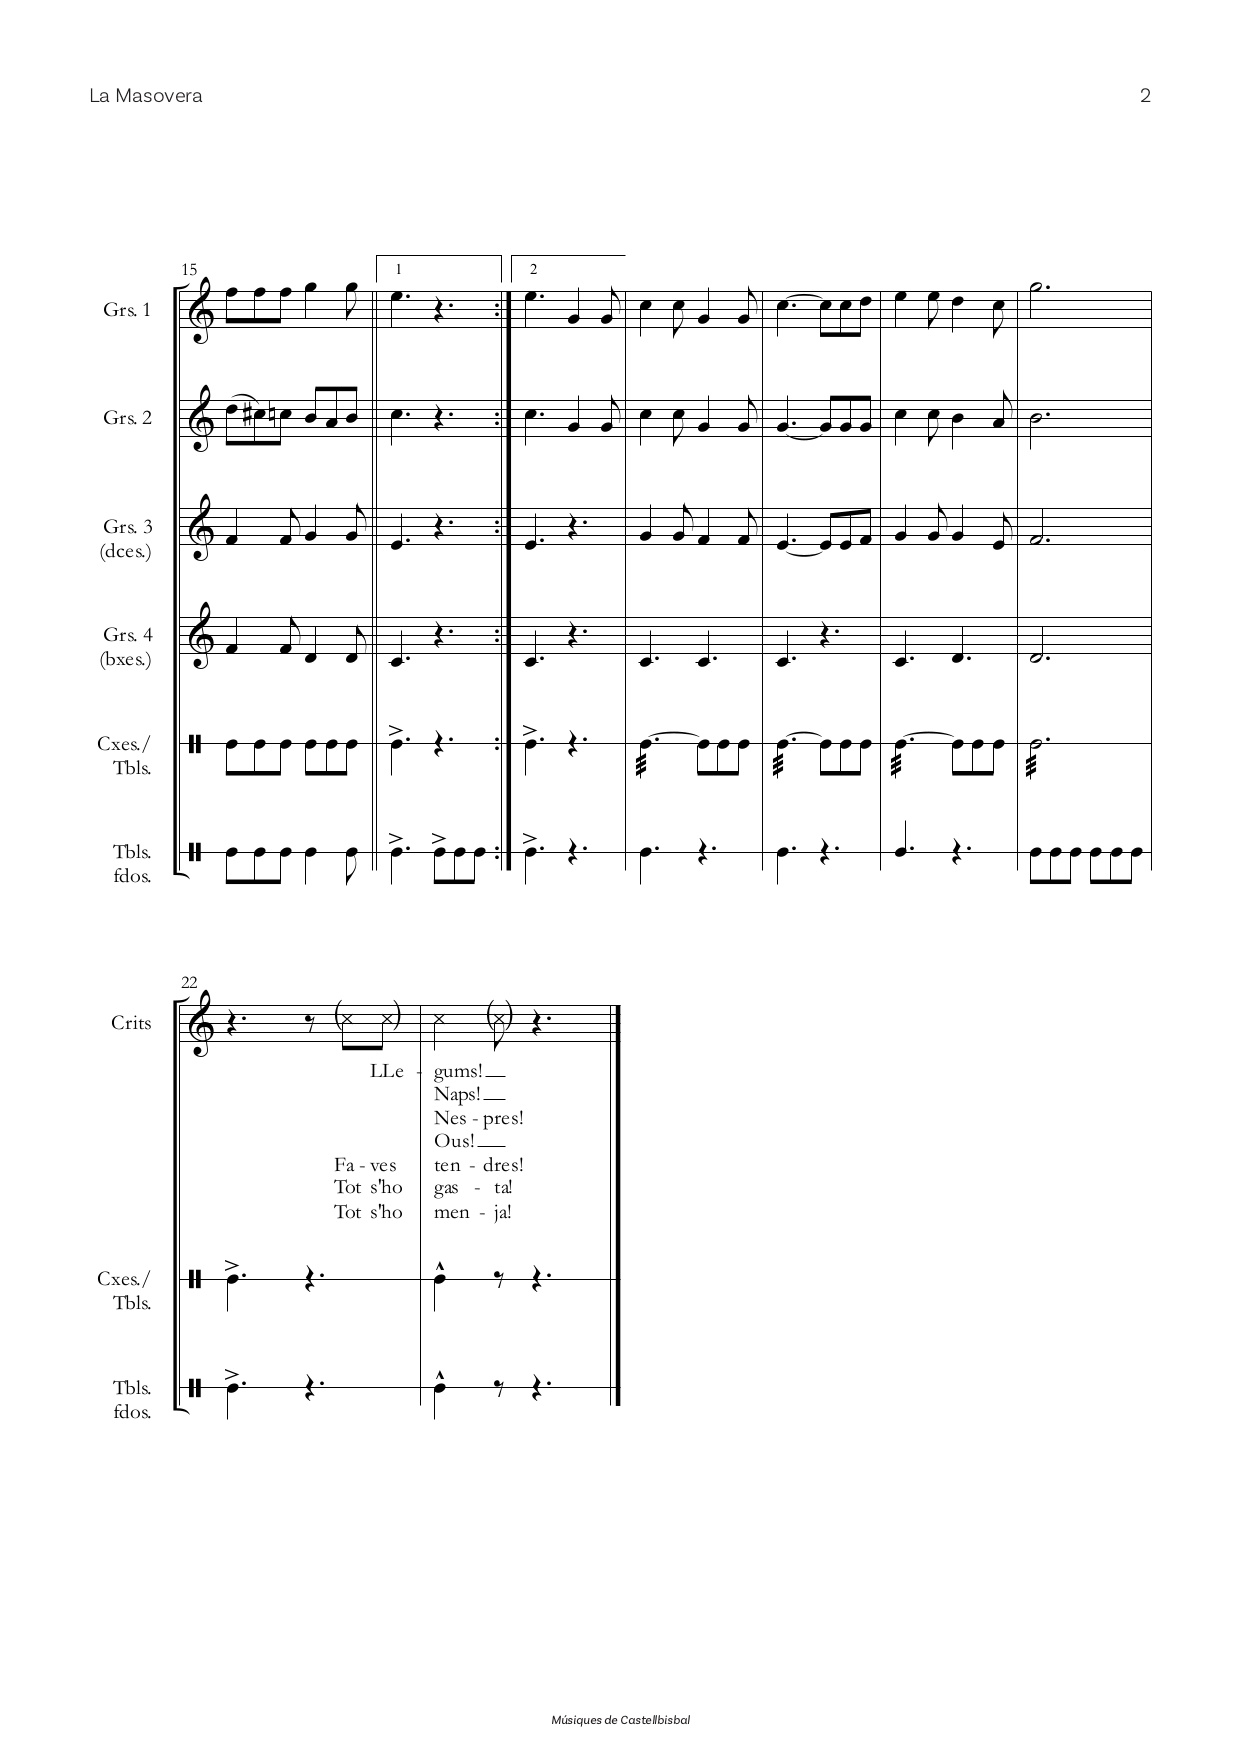 La Masovera 2
15 1 2
Grs. 1
Grs. 2
Grs. 3
(dces.)
Grs. 4
(bxes.)
Cxes./
Tbls.
Tbls.
fdos.
22
Crits
LLe - gums!
Naps!
Nes - pres!
Ous!
Fa - ves ten - dres!
Tot s'ho gas - ta!
Tot s'ho men - ja!
Cxes./
Tbls.
Tbls.
fdos.
Músiques de Castellbisbal